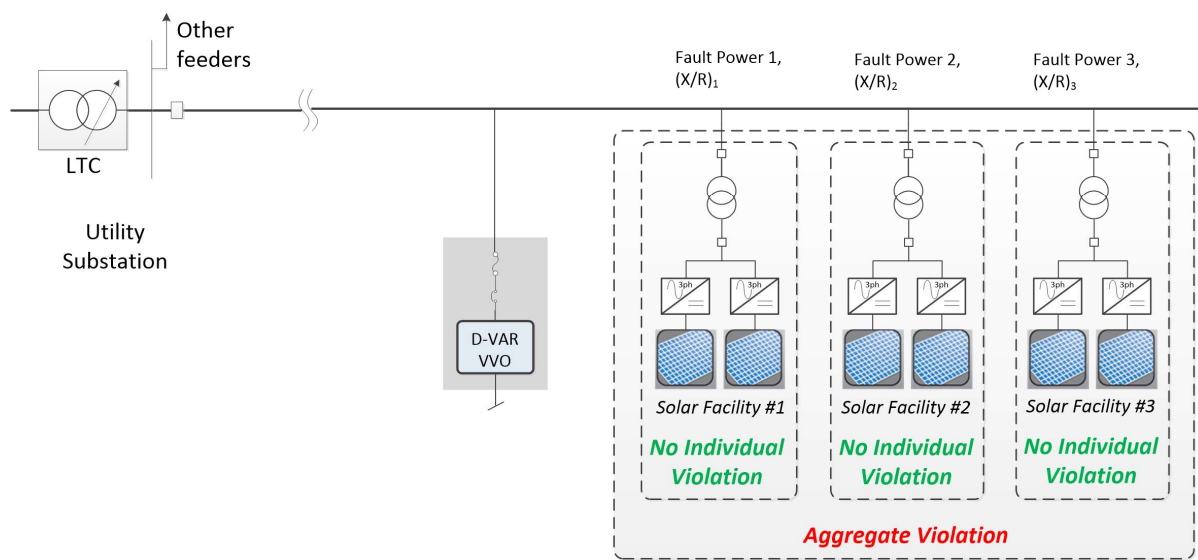 Other
feeders
LTC
Utility
Substation
D-VAR
VVO
Fault Power 1,
(X/R)₁
Fault Power 2,
(X/R)₂
Fault Power 3,
(X/R)₃
3ph
3ph
3ph
3ph
3ph
3ph
Solar Facility #1
Solar Facility #2
Solar Facility #3
No Individual
Violation
No Individual
Violation
No Individual
Violation
Aggregate Violation